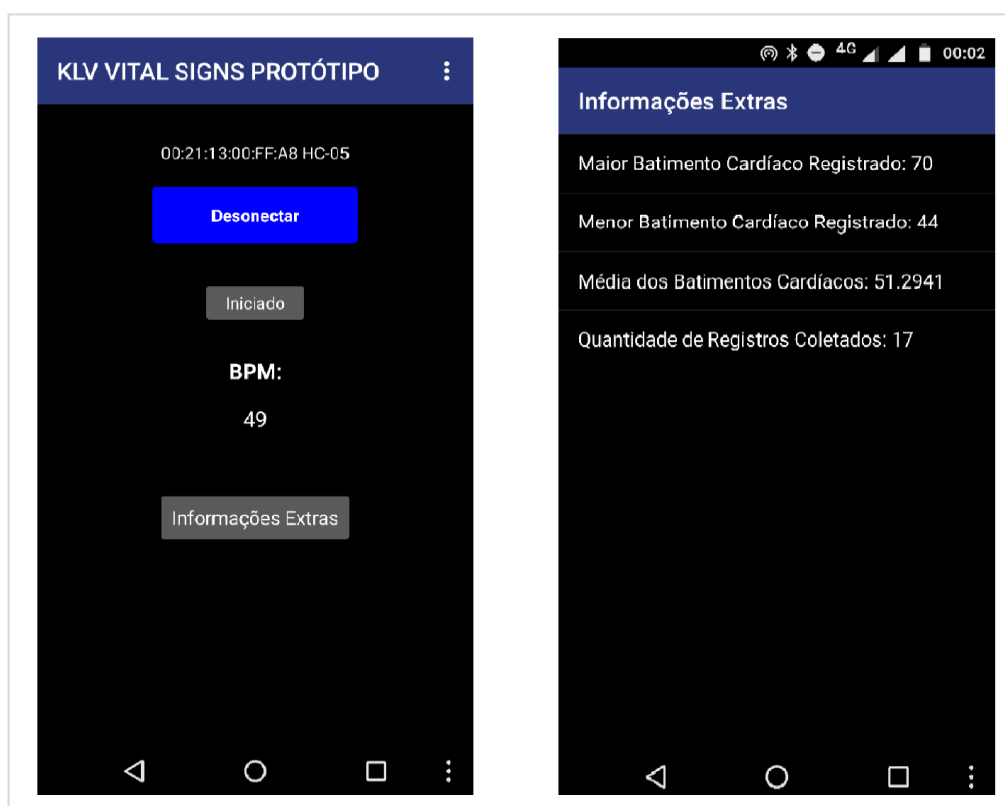 KLV VITAL SIGNS PROTÓTIPO
00:21:13:00:FF:A8 HC-05
Desonectar
Iniciado
BPM:
49
Informações Extras
4G 00:02
Informações Extras
Maior Batimento Cardíaco Registrado: 70
Menor Batimento Cardíaco Registrado: 44
Média dos Batimentos Cardíacos: 51.2941
Quantidade de Registros Coletados: 17